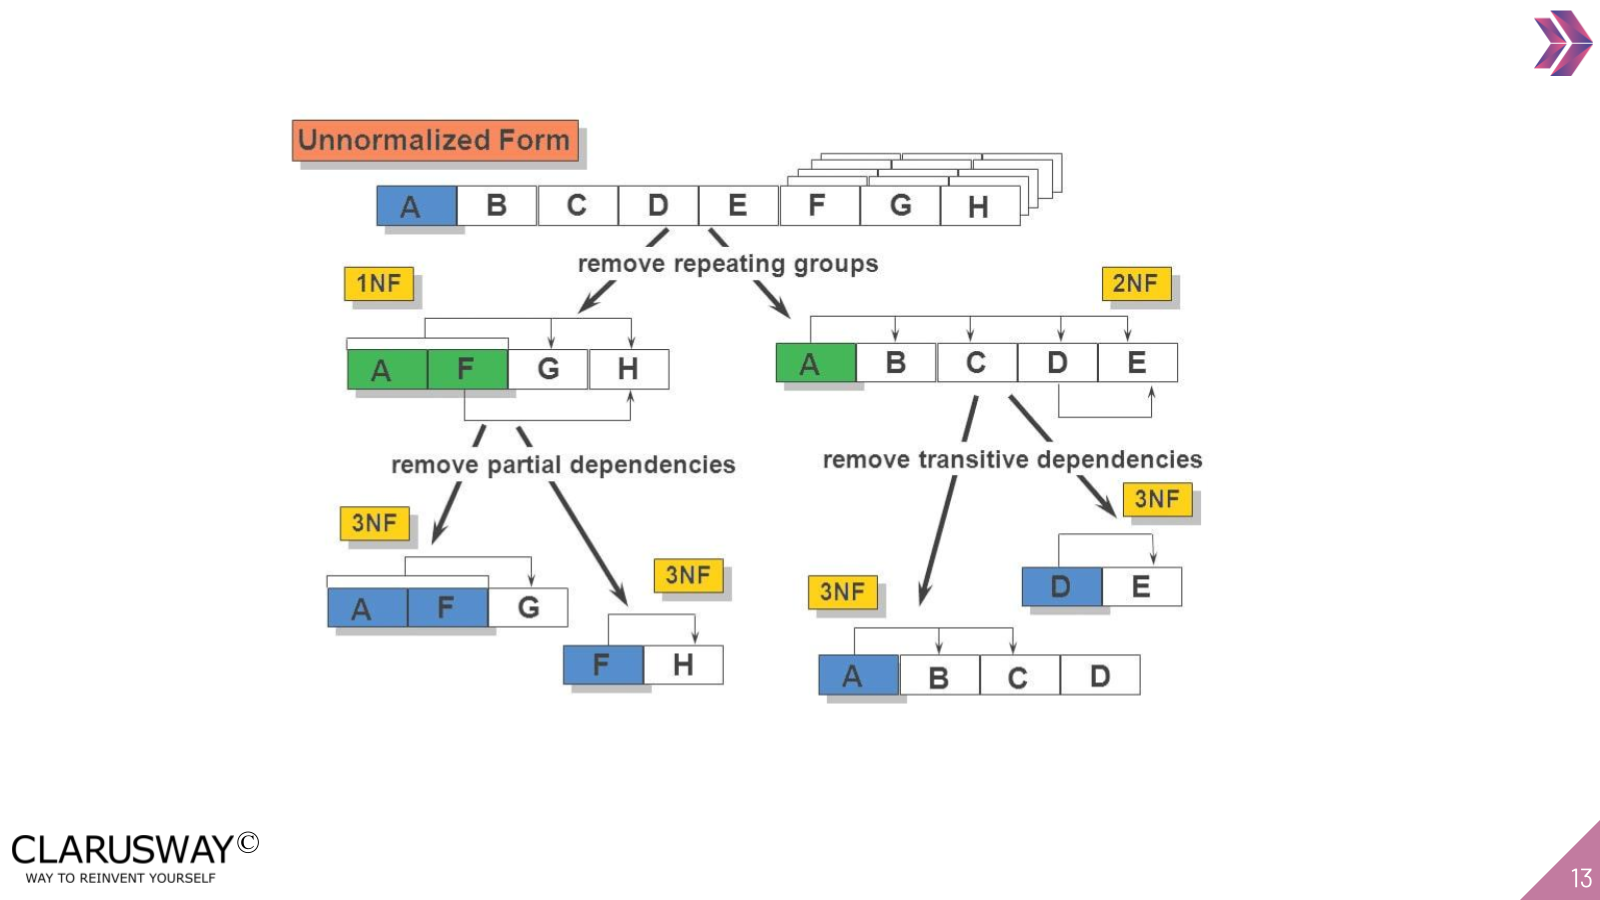 Unnormalized Form
A B C D E F G H
remove repeating groups
1NF
2NF
A F G H
A B C D E
remove partial dependencies
remove transitive dependencies
3NF
3NF
3NF
3NF
A F G
D E
F H
A B C D
CLARUSWAY©
WAY TO REINVENT YOURSELF
13